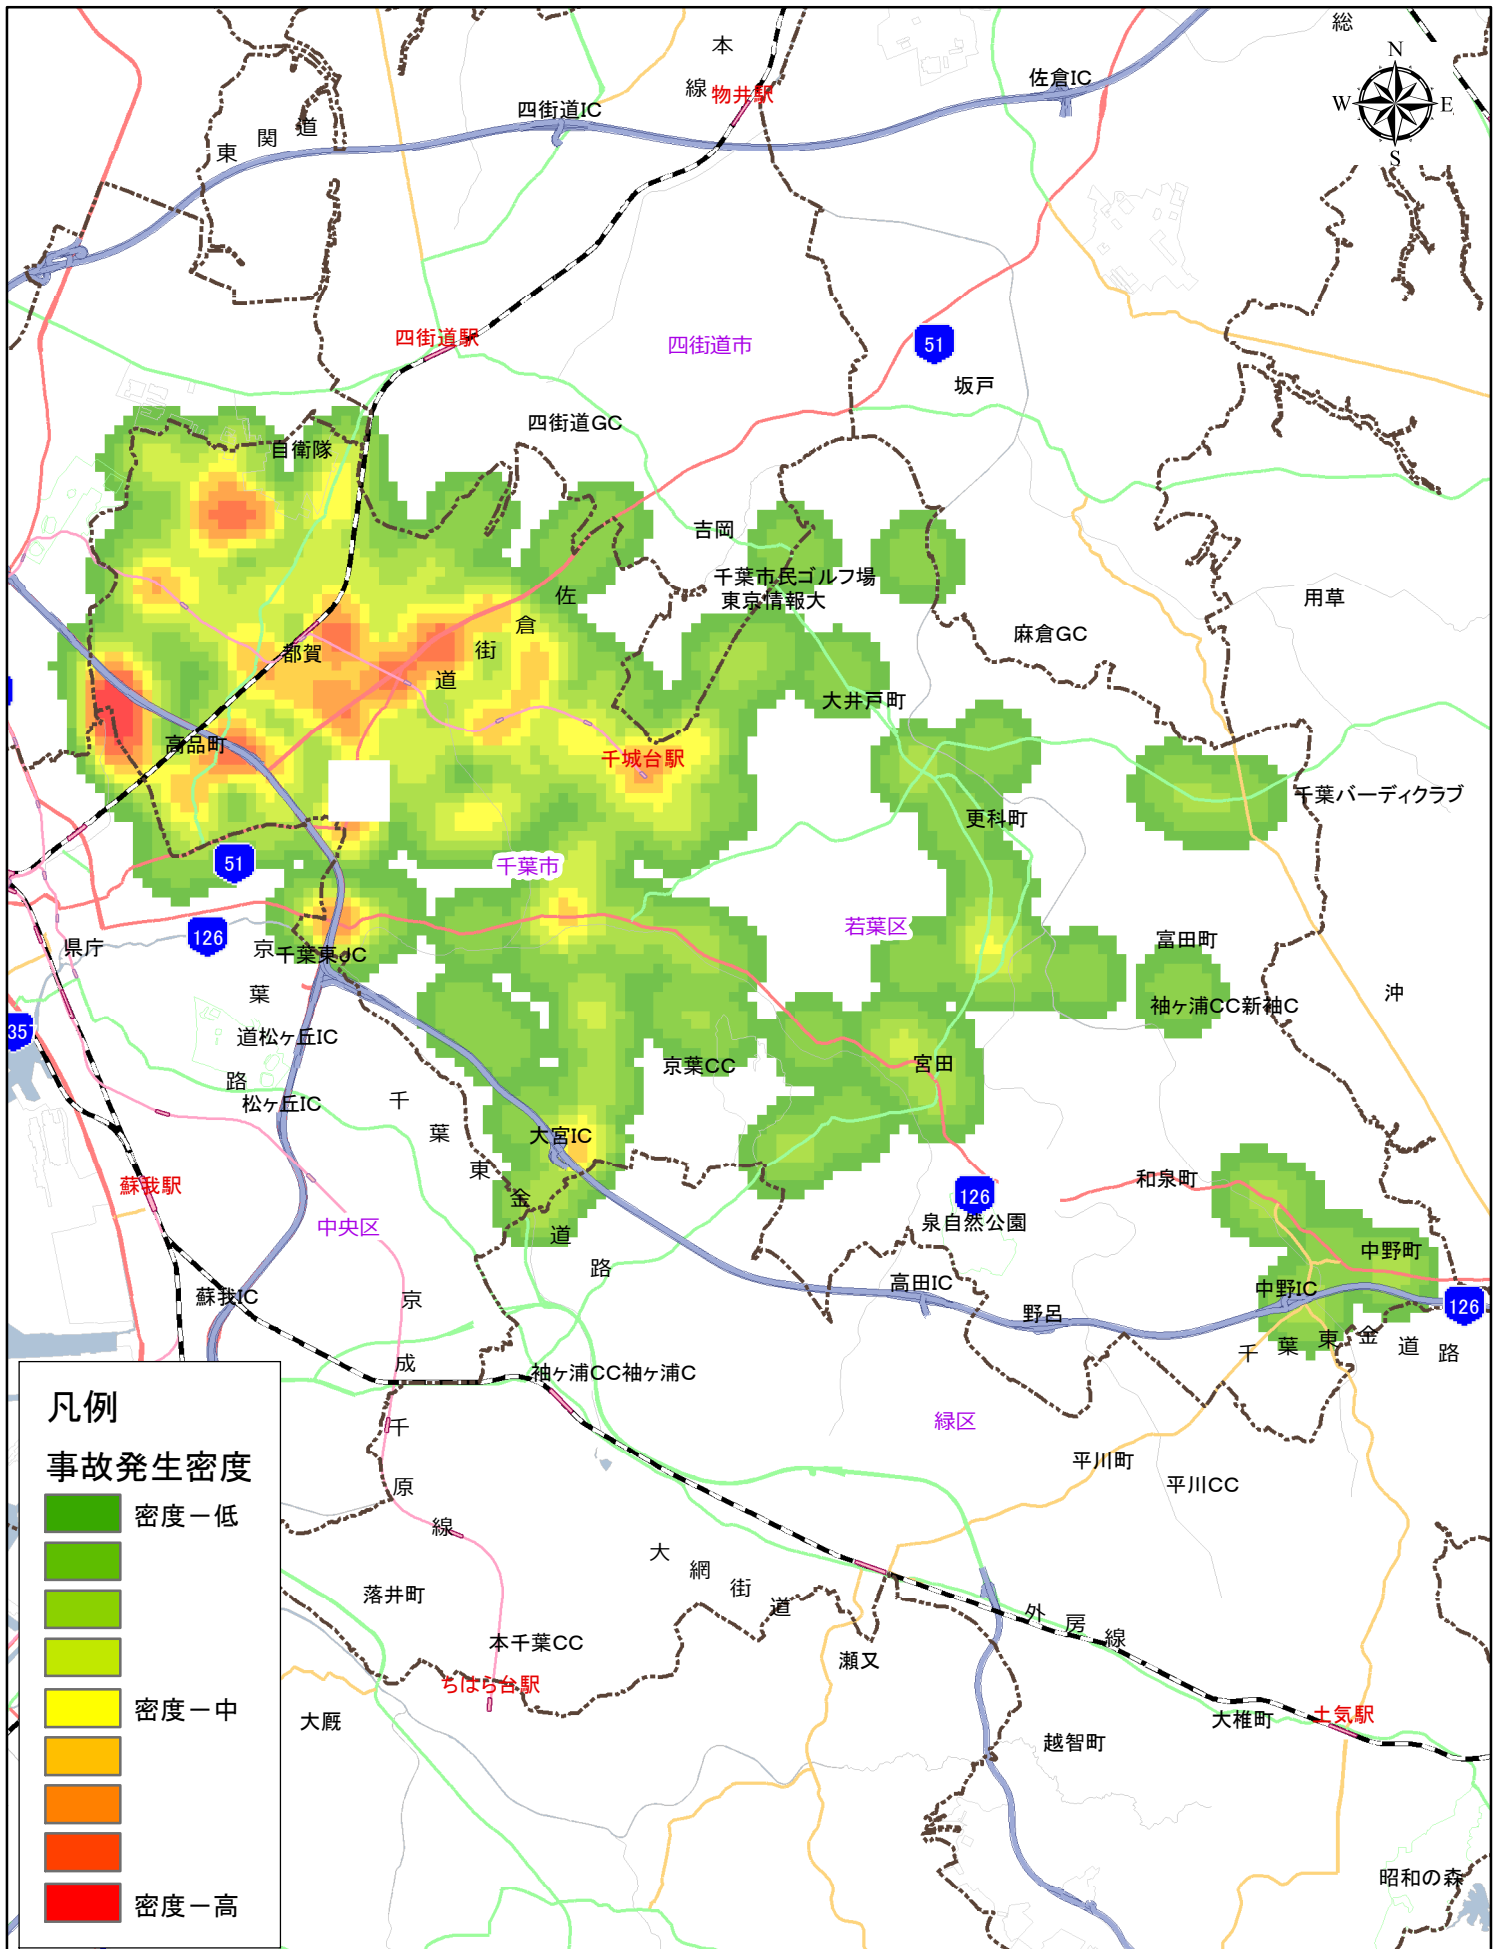 総
本
線
物井駅
佐倉IC
N
W
E
S
四街道IC
東
関
道
四街道駅
四街道市
51
坂戸
四街道GC
自衛隊
吉岡
千葉市民ゴルフ場
東京情報大
佐
倉
街
道
用草
麻倉GC
都賀
大井戸町
高品町
千城台駅
更科町
千葉バーディクラブ
51
千葉市
若葉区
126
県庁
京
千葉東JC
葉
富田町
袖ヶ浦CC新袖C
沖
357
道松ヶ丘IC
路
松ヶ丘IC
京葉CC
宮田
千
葉
東
金
道
路
大宮IC
蘇我駅
中央区
126
和泉町
泉自然公園
中野町
高田IC
中野IC
126
蘇我IC
野呂
千
葉
東
金
道
路
京
成
千
原
線
袖ヶ浦CC袖ヶ浦C
緑区
平川町
平川CC
大
網
街
道
落井町
本千葉CC
ちはら台駅
外
房
線
瀬又
大厩
越智町
大椎町
土気駅
昭和の森
凡例
事故発生密度
密度－低
密度－中
密度－高